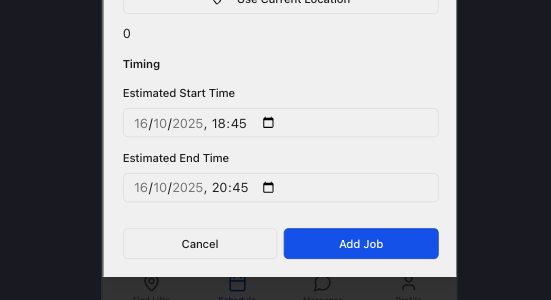 Use Current Location
0
Timing
Estimated Start Time
16/10/2025, 18:45
Estimated End Time
16/10/2025, 20:45
Cancel
Add Job